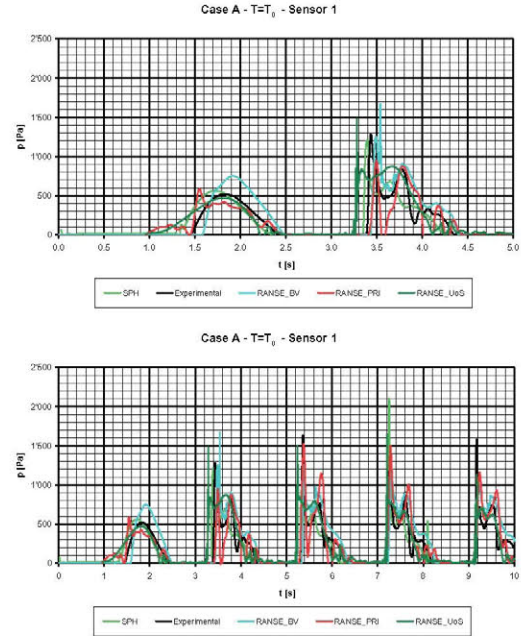 Case A - T=T₀ - Sensor 1
2'500
2'000
1'500
1'000
500
0
p [Pa]
0.0 0.5 1.0 1.5 2.0 2.5 3.0 3.5 4.0 4.5 5.0
t [s]
SPH Experimental RANSE_BV RANSE_PRI RANSE_UoS
Case A - T=T₀ - Sensor 1
2'500
2'000
1'500
1'000
500
0
p [Pa]
0 1 2 3 4 5 6 7 8 9 10
t [s]
SPH Experimental RANSE_BV RANSE_PRI RANSE_UoS